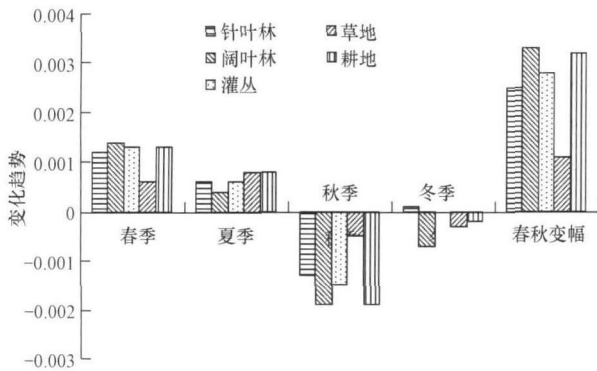 0.004
0.003
0.002
0.001
0
-0.001
-0.002
-0.003
变化趋势
针叶林
草地
阔叶林
耕地
灌丛
春季
夏季
秋季
冬季
春秋变幅